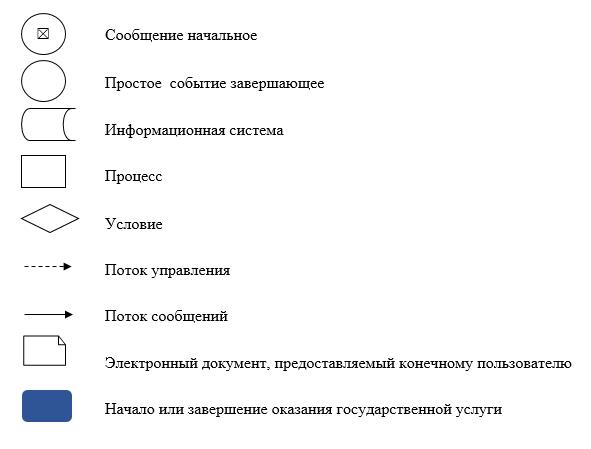 Сообщение начальное
Простое событие завершающее
Информационная система
Процесс
Условие
Поток управления
Поток сообщений
Электронный документ, предоставляемый конечному пользователю
Начало или завершение оказания государственной услуги